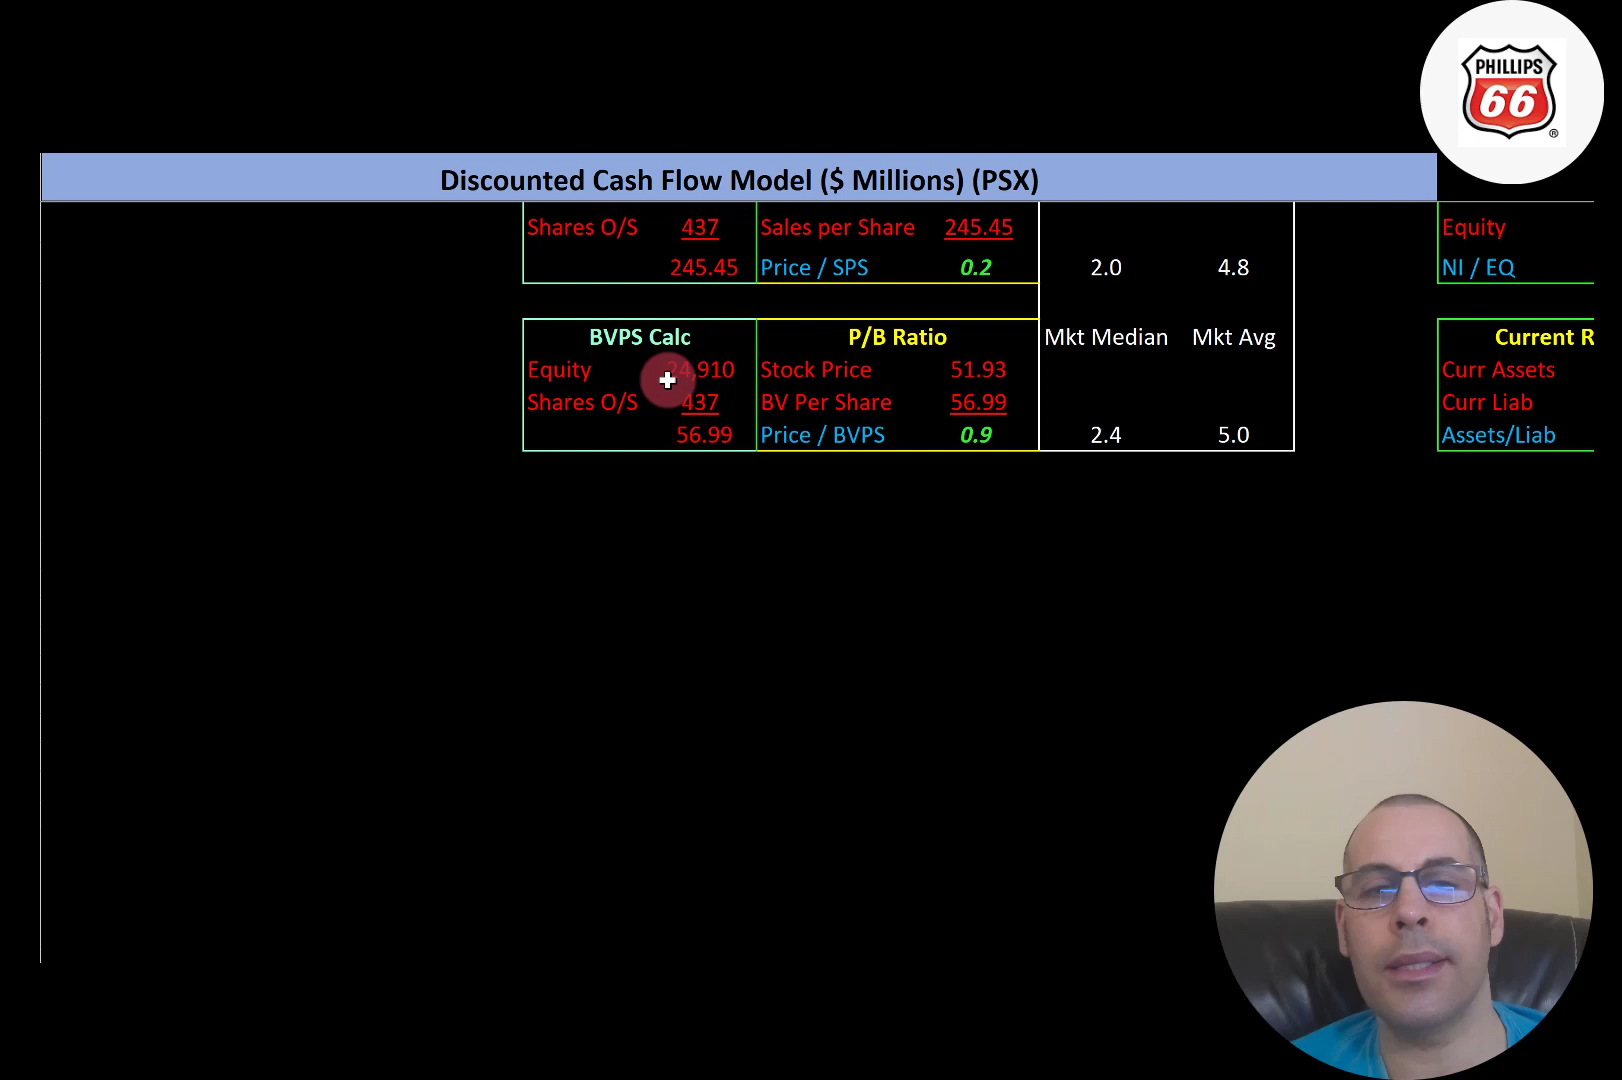 PHILLIPS
66
®
Discounted Cash Flow Model ($ Millions) (PSX)
Shares O/S 437 Sales per Share 245.45 Equity
245.45 Price / SPS 0.2 2.0 4.8 NI / EQ
BVPS Calc P/B Ratio Mkt Median Mkt Avg Current R
Equity 24,910 Stock Price 51.93 Curr Assets
Shares O/S 437 BV Per Share 56.99 Curr Liab
56.99 Price / BVPS 0.9 2.4 5.0 Assets/Liab